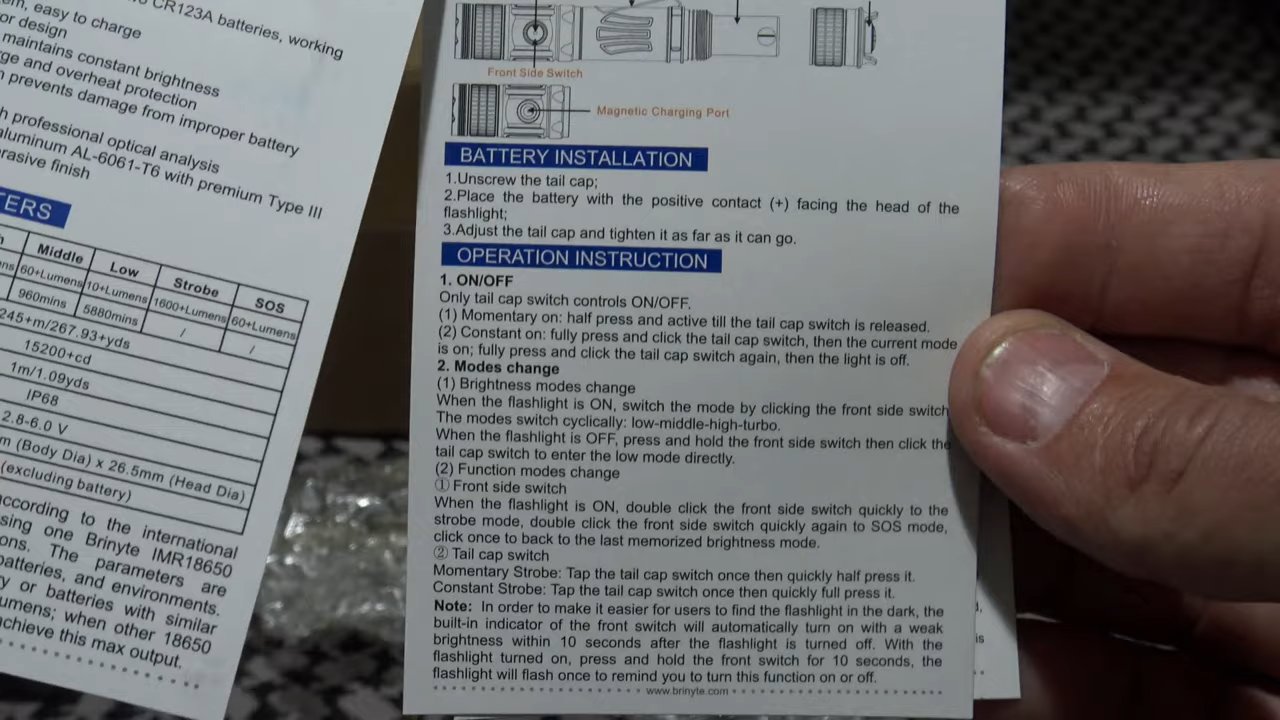 CR123A batteries, working
easy to charge
or design
maintains constant brightness
and overheat protection
prevents damage from improper battery
professional optical analysis
aluminum AL-6061-T6 with premium Type III
finish
Middle Low Strobe SOS
60+Lumens 10+Lumens 1600+Lumens 60+Lumens
960mins 5880mins / /
245+m/267.93+yds
15200+cd
1m/1.09yds
IP68
2.8-6.0 V
(Body Dia) x 26.5mm (Head Dia)
(excluding battery)
according to the international
using one Brinyte IMR18650
The parameters are
batteries, and environments.
or batteries with similar
when other 18650
achieve this max output.
Front Side Switch
Magnetic Charging Port
BATTERY INSTALLATION
1.Unscrew the tail cap;
2.Place the battery with the positive contact (+) facing the head of the
flashlight;
3.Adjust the tail cap and tighten it as far as it can go.
OPERATION INSTRUCTION
1. ON/OFF
Only tail cap switch controls ON/OFF.
(1) Momentary on: half press and active till the tail cap switch is released.
(2) Constant on: fully press and click the tail cap switch, then the current mode
is on; fully press and click the tail cap switch again, then the light is off.
2. Modes change
(1) Brightness modes change
When the flashlight is ON, switch the mode by clicking the front side switch
The modes switch cyclically: low-middle-high-turbo.
When the flashlight is OFF, press and hold the front side switch then click the
tail cap switch to enter the low mode directly.
(2) Function modes change
① Front side switch
When the flashlight is ON, double click the front side switch quickly to the
strobe mode, double click the front side switch quickly again to SOS mode,
click once to back to the last memorized brightness mode.
② Tail cap switch
Momentary Strobe: Tap the tail cap switch once then quickly half press it.
Constant Strobe: Tap the tail cap switch once then quickly full press it.
Note: In order to make it easier for users to find the flashlight in the dark, the
built-in indicator of the front switch will automatically turn on with a weak
brightness within 10 seconds after the flashlight is turned off. With the
flashlight turned on, press and hold the front switch for 10 seconds, the
flashlight will flash once to remind you to turn this function on or off.
www.brinyte.com